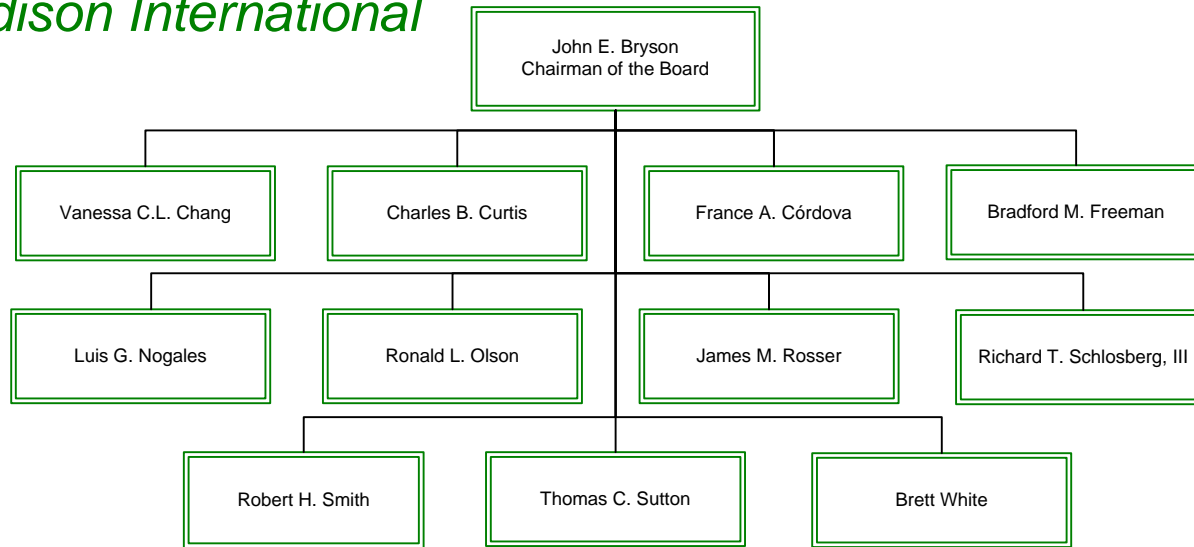 dison International
John E. Bryson
Chairman of the Board
Vanessa C.L. Chang
Charles B. Curtis
France A. Córdova
Bradford M. Freeman
Luis G. Nogales
Ronald L. Olson
James M. Rosser
Richard T. Schlosberg, III
Robert H. Smith
Thomas C. Sutton
Brett White